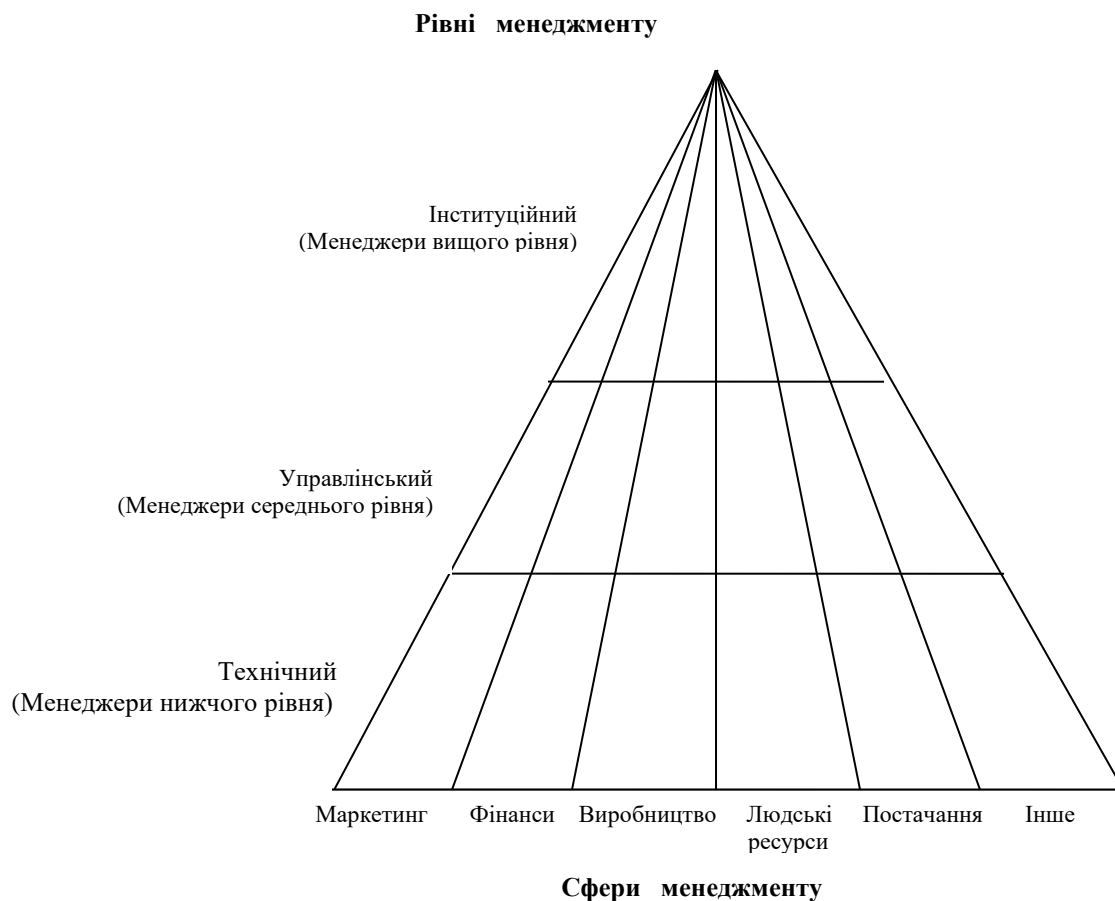 Рівні менеджменту
Інституційний
(Менеджери вищого рівня)
Управлінський
(Менеджери середнього рівня)
Технічний
(Менеджери нижчого рівня)
Маркетинг Фінанси Виробництво Людські Постачання Інше
ресурси
Сфери менеджменту